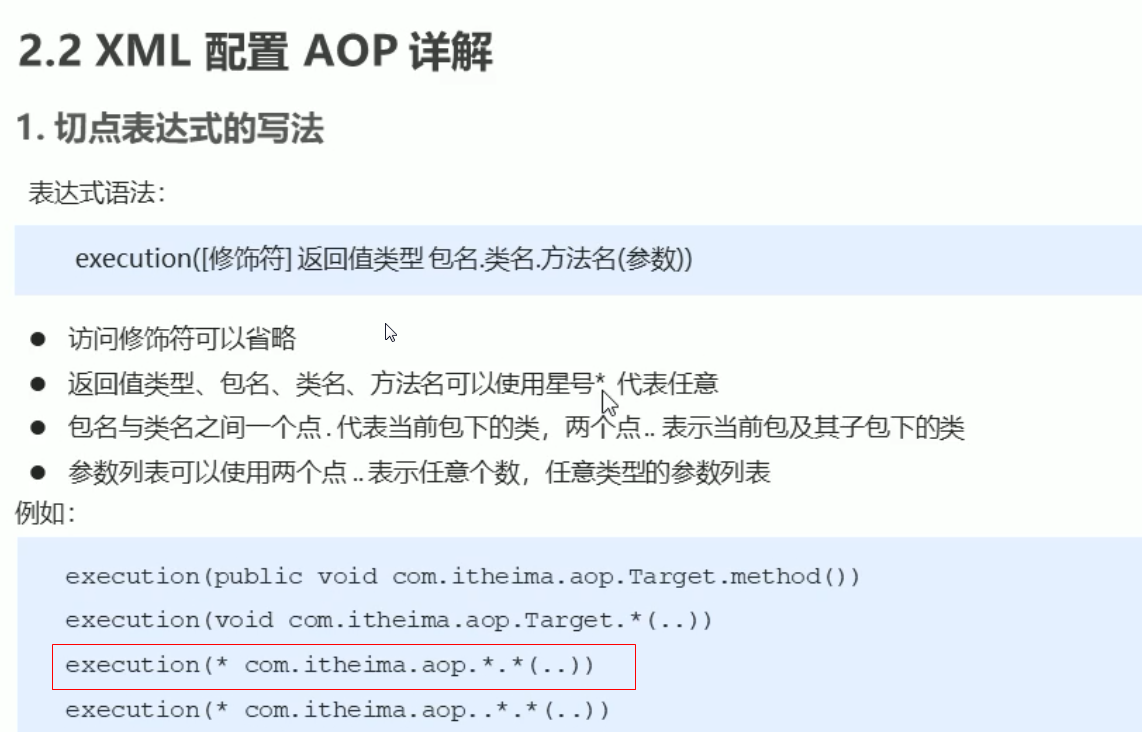 2.2 XML 配置 AOP 详解
1. 切点表达式的写法
表达式语法：
execution([修饰符] 返回值类型 包名.类名.方法名(参数))
● 访问修饰符可以省略
● 返回值类型、包名、类名、方法名可以使用星号* 代表任意
● 包名与类名之间一个点 . 代表当前包下的类，两个点 .. 表示当前包及其子包下的类
● 参数列表可以使用两个点 .. 表示任意个数，任意类型的参数列表
例如：
execution(public void com.itheima.aop.Target.method())
execution(void com.itheima.aop.Target.*(..))
execution(* com.itheima.aop.*.*(..))
execution(* com.itheima.aop..*.*(..))